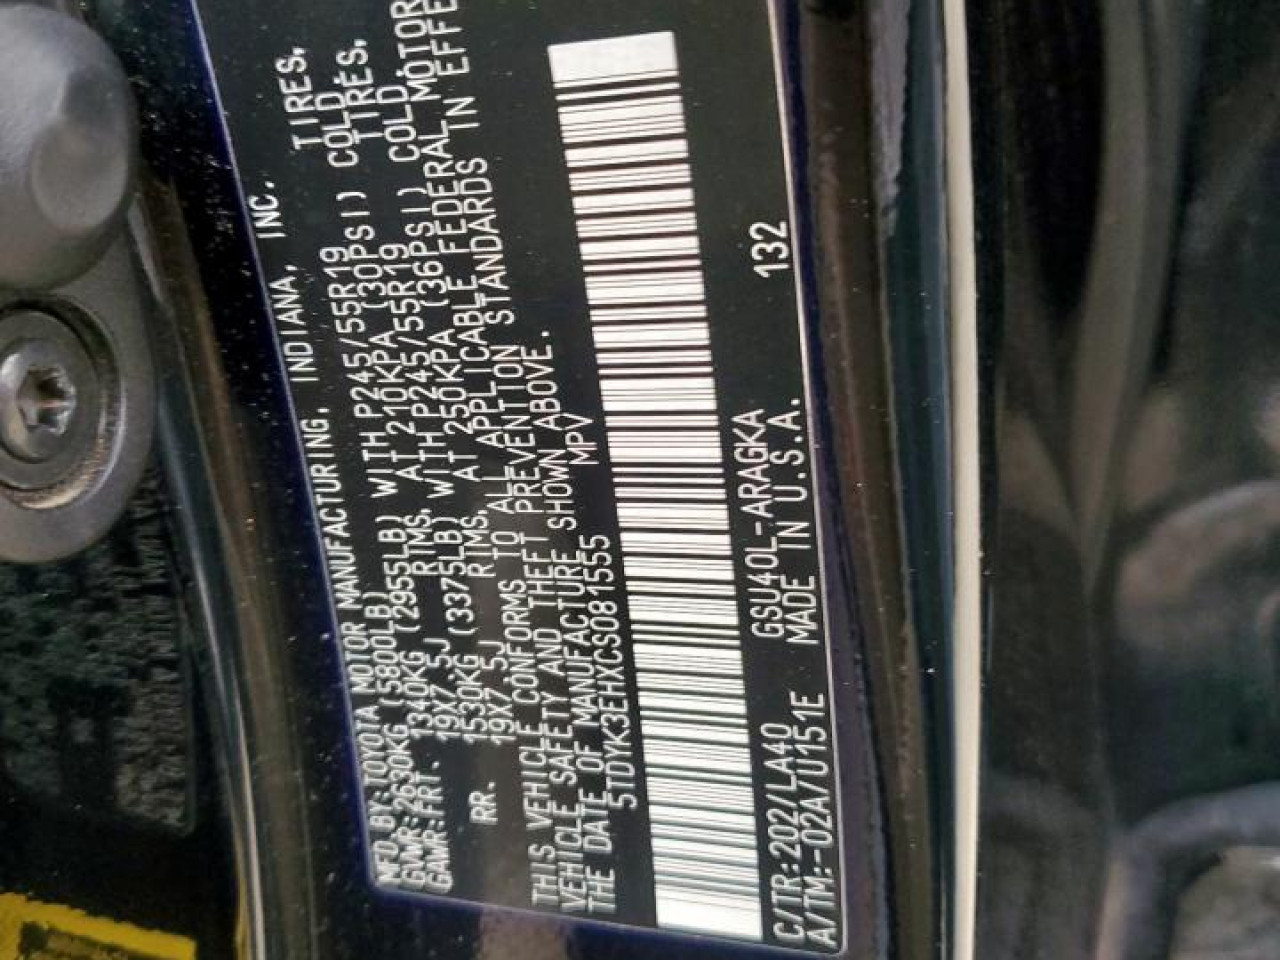 MFD.BY:TOYOTA MOTOR MANUFACTURING, INDIANA, INC.
GVWR:2630KG (5800LB)
GAWR:FRT. 1340KG (2955LB) WITH P245/55R19 TIRES,
19X7.5J RIMS, AT 210KPA (30PSI) COLD
RR. 1530KG (3375LB) WITH P245/55R19 TIRES,
19X7.5J RIMS, AT 250KPA (36PSI) COLD
THIS VEHICLE CONFORMS TO ALL APPLICABLE FEDERAL MOTOR
VEHICLE SAFETY AND THEFT PREVENTION STANDARDS IN EFFE
THE DATE OF MANUFACTURE SHOWN ABOVE.
5TDYK3EHXCS081555 MPV
C/TR:202/LA40 GSU40L-ARAGKA 132
A/TM:-02A/U151E MADE IN U.S.A.